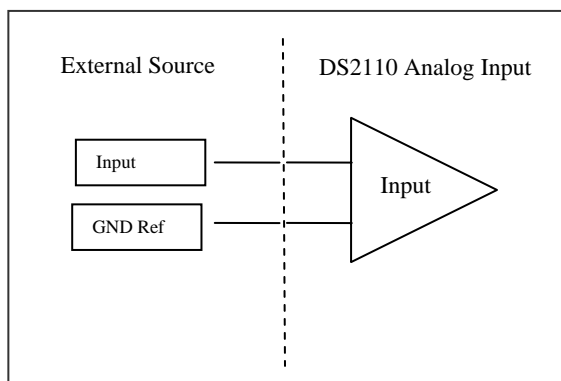 External Source
DS2110 Analog Input
Input
Input
GND Ref